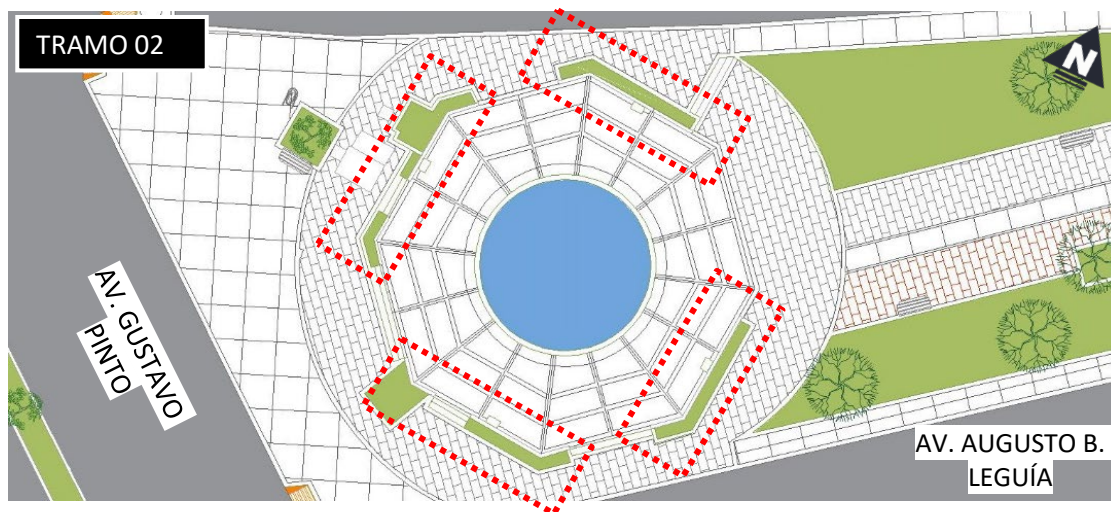 TRAMO 02
N
AV. GUSTAVO
PINTO
AV. AUGUSTO B.
LEGUÍA